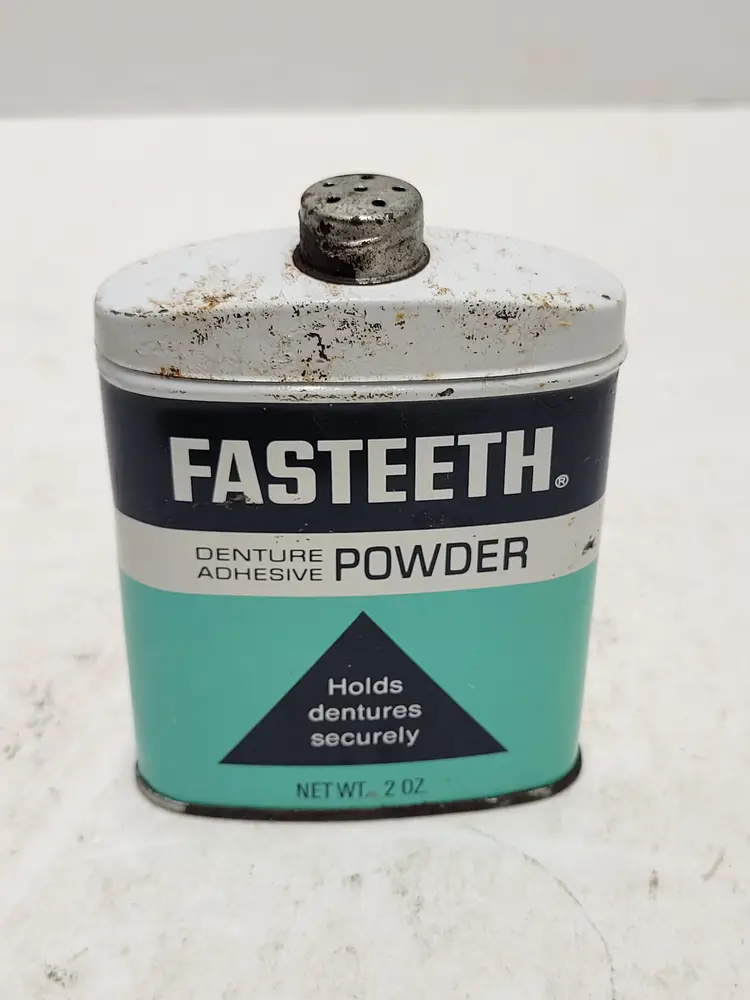 FASTEETH®
DENTURE
ADHESIVE POWDER
Holds
dentures
securely
NET WT. 2 OZ.